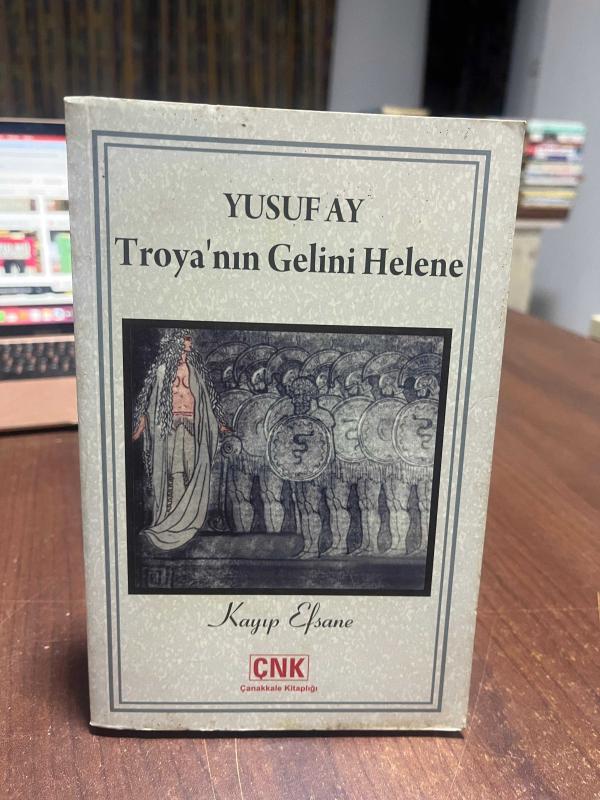 YUSUF AY
Troya'nın Gelini Helene
Kayıp Efsane
ÇNK
Çanakkale Kitaplığı